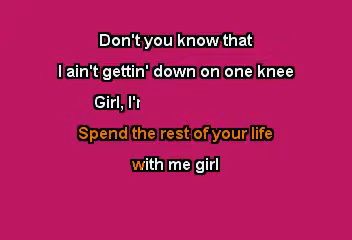 Don't you know that
I ain't gettin' down on one knee
Girl,
Spend the rest of your life
with me girl